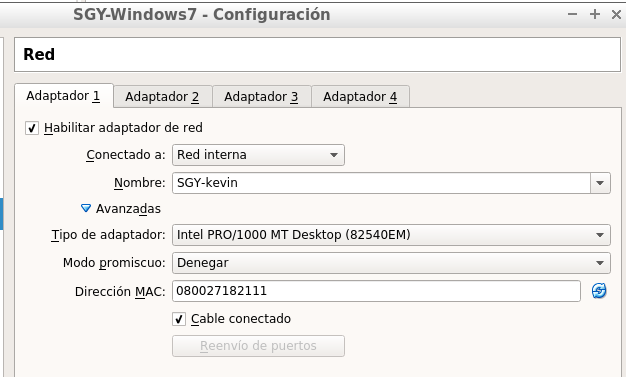 SGY-Windows7 - Configuración
Red
Adaptador 1 Adaptador 2 Adaptador 3 Adaptador 4
Habilitar adaptador de red
Conectado a: Red interna
Nombre: SGY-kevin
Avanzadas
Tipo de adaptador: Intel PRO/1000 MT Desktop (82540EM)
Modo promiscuo: Denegar
Dirección MAC: 080027182111
Cable conectado
Reenvío de puertos